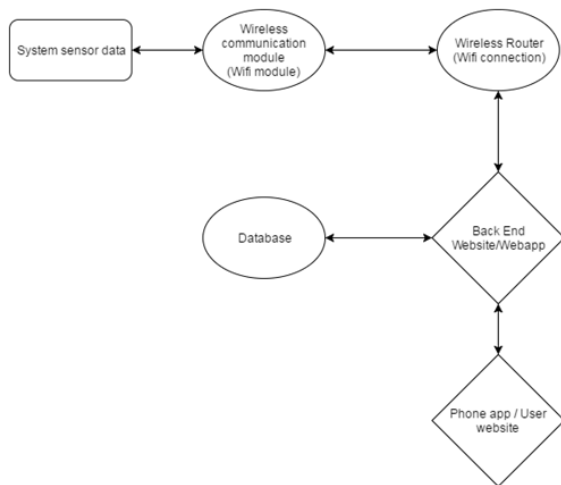 System sensor data
Wireless
communication
module
(Wifi module)
Wireless Router
(Wifi connection)
Database
Back End
Website/Webapp
Phone app / User
website